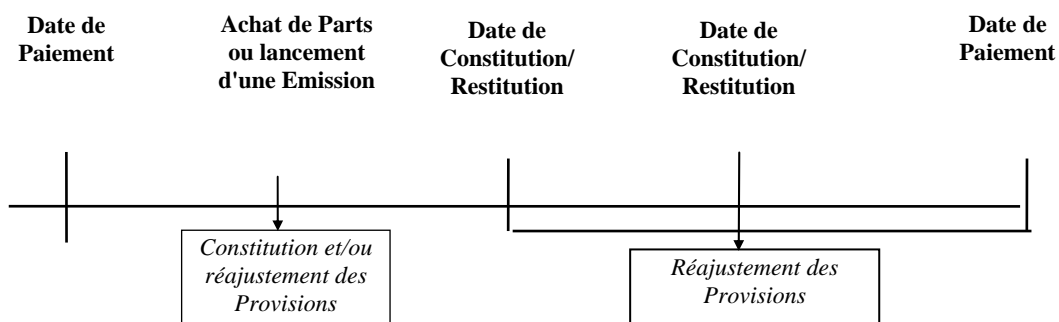 Date de
Paiement
Achat de Parts
ou lancement
d'une Emission
Date de
Constitution/
Restitution
Date de
Constitution/
Restitution
Date de
Paiement
Constitution et/ou
réajustement des
Provisions
Réajustement des
Provisions